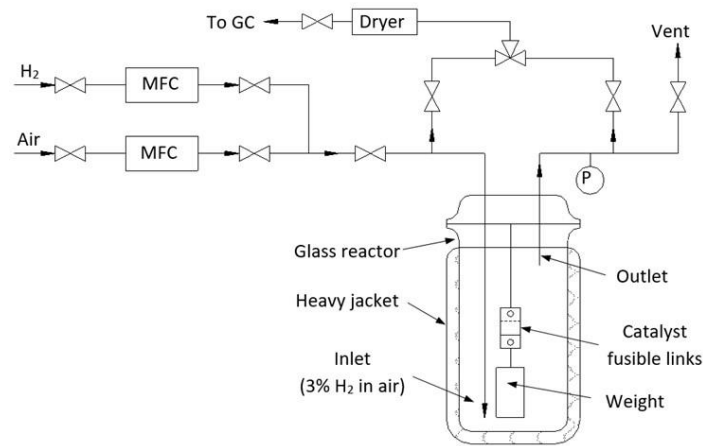 To GC
Dryer
Vent
H₂
MFC
Air
MFC
P
Glass reactor
Outlet
Heavy jacket
Catalyst
fusible links
Inlet
(3% H₂ in air)
Weight